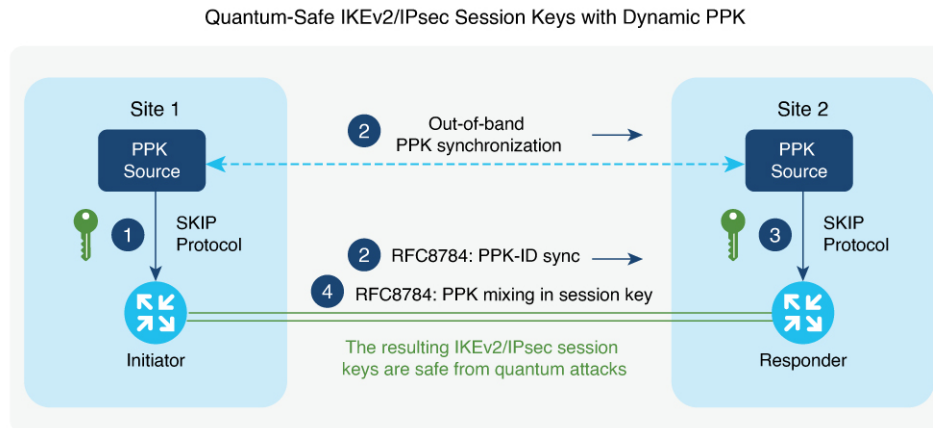 Quantum-Safe IKEv2/IPsec Session Keys with Dynamic PPK
Site 1
Site 2
2
Out-of-band
PPK synchronization
PPK
Source
PPK
Source
1
SKIP
Protocol
3
SKIP
Protocol
2
RFC8784: PPK-ID sync
4
RFC8784: PPK mixing in session key
Initiator
Responder
The resulting IKEv2/IPsec session
keys are safe from quantum attacks